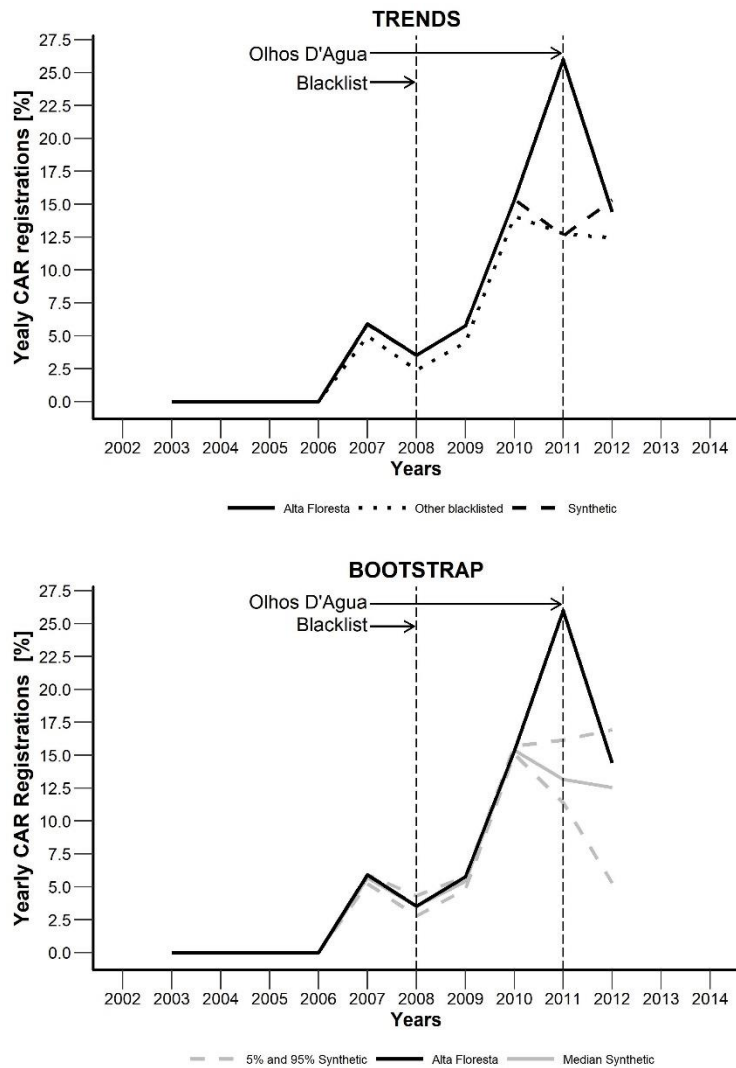 TRENDS
27.5
Olhos D'Agua
25.0
Blacklist
22.5
20.0
17.5
15.0
12.5
10.0
7.5
5.0
2.5
0.0
Yealy CAR registrations [%]
2002 2003 2004 2005 2006 2007 2008 2009 2010 2011 2012 2013 2014
Years
Alta Floresta Other blacklisted Synthetic
BOOTSTRAP
27.5
Olhos D'Agua
25.0
Blacklist
22.5
20.0
17.5
15.0
12.5
10.0
7.5
5.0
2.5
0.0
Yearly CAR Registrations [%]
2002 2003 2004 2005 2006 2007 2008 2009 2010 2011 2012 2013 2014
Years
5% and 95% Synthetic Alta Floresta Median Synthetic